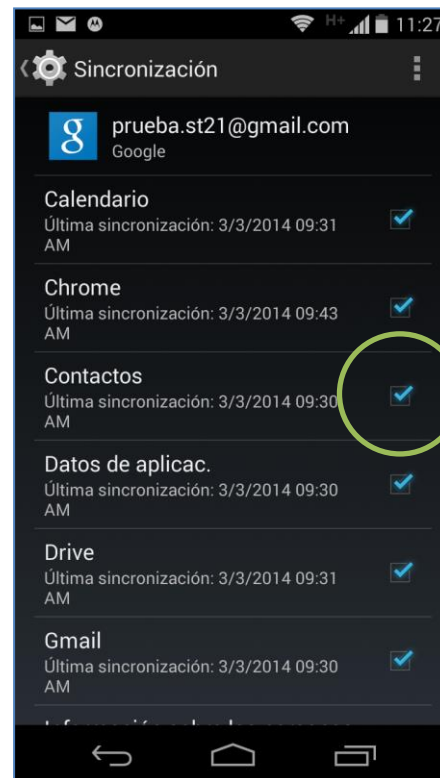 H+ 11:27
Sincronización
g
prueba.st21@gmail.com
Google
Calendario
Última sincronización: 3/3/2014 09:31
AM
Chrome
Última sincronización: 3/3/2014 09:43
AM
Contactos
Última sincronización: 3/3/2014 09:30
AM
Datos de aplicac.
Última sincronización: 3/3/2014 09:30
AM
Drive
Última sincronización: 3/3/2014 09:31
AM
Gmail
Última sincronización: 3/3/2014 09:30
AM